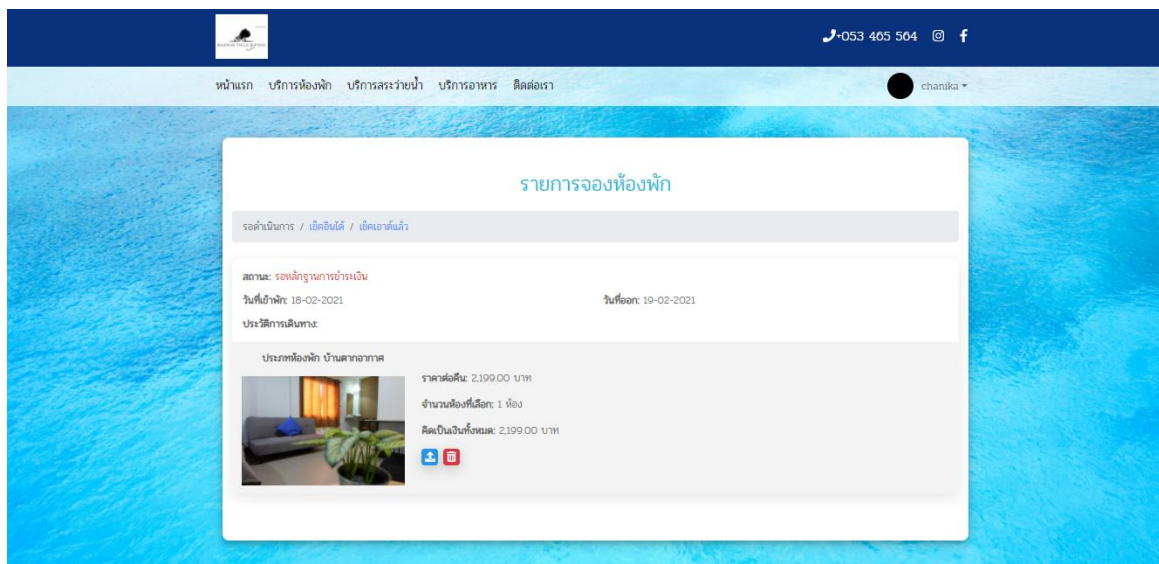 +053 465 564
หน้าแรก บริการห้องพัก บริการสระว่ายน้ำ บริการอาหาร ติดต่อเรา chanika
รายการจองห้องพัก
รอดำเนินการ / เช็คอินได้ / เช็คเอาต์แล้ว
สถานะ: รอหลักฐานการชำระเงิน
วันที่เข้าพัก: 18-02-2021 วันที่ออก: 19-02-2021
ประวัติการเดินทาง:
ประเภทห้องพัก บ้านตากอากาศ
ราคาต่อคืน: 2,199.00 บาท
จำนวนห้องที่เลือก: 1 ห้อง
คิดเป็นเงินทั้งหมด: 2,199.00 บาท